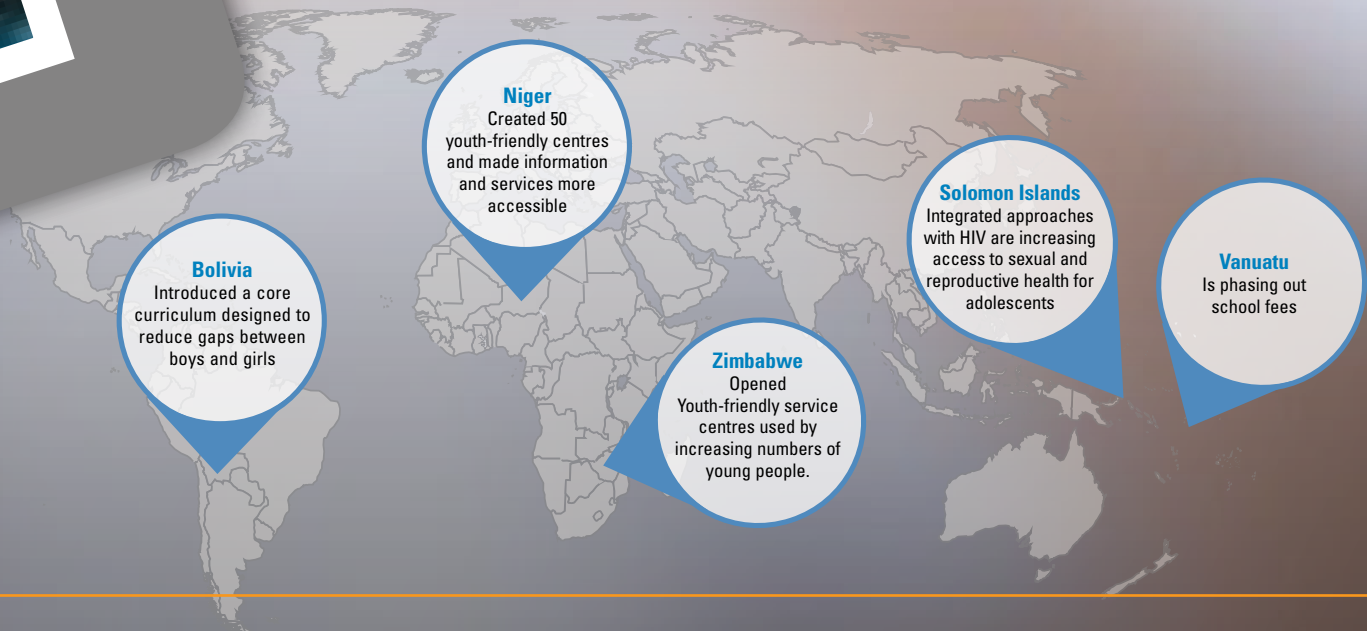 Niger
Created 50
youth-friendly centres
and made information
and services more
accessible
Solomon Islands
Integrated approaches
with HIV are increasing
access to sexual and
reproductive health for
adolescents
Vanuatu
Is phasing out
school fees
Bolivia
Introduced a core
curriculum designed to
reduce gaps between
boys and girls
Zimbabwe
Opened
Youth-friendly service
centres used by
increasing numbers of
young people.